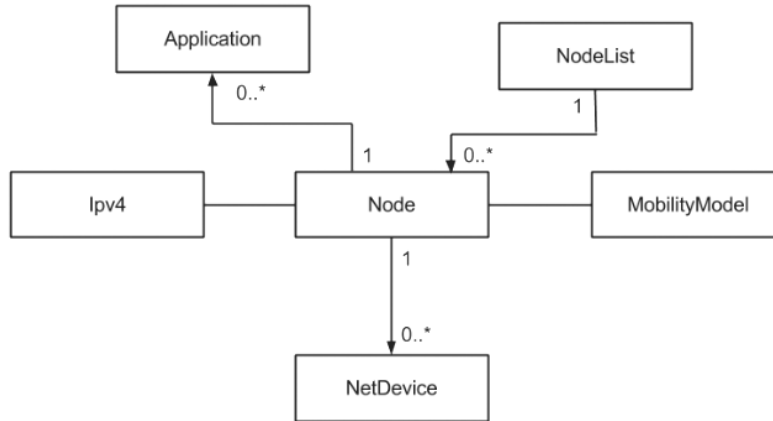 Application
NodeList
0..*
1
1
0..*
Ipv4
Node
MobilityModel
1
0..*
NetDevice